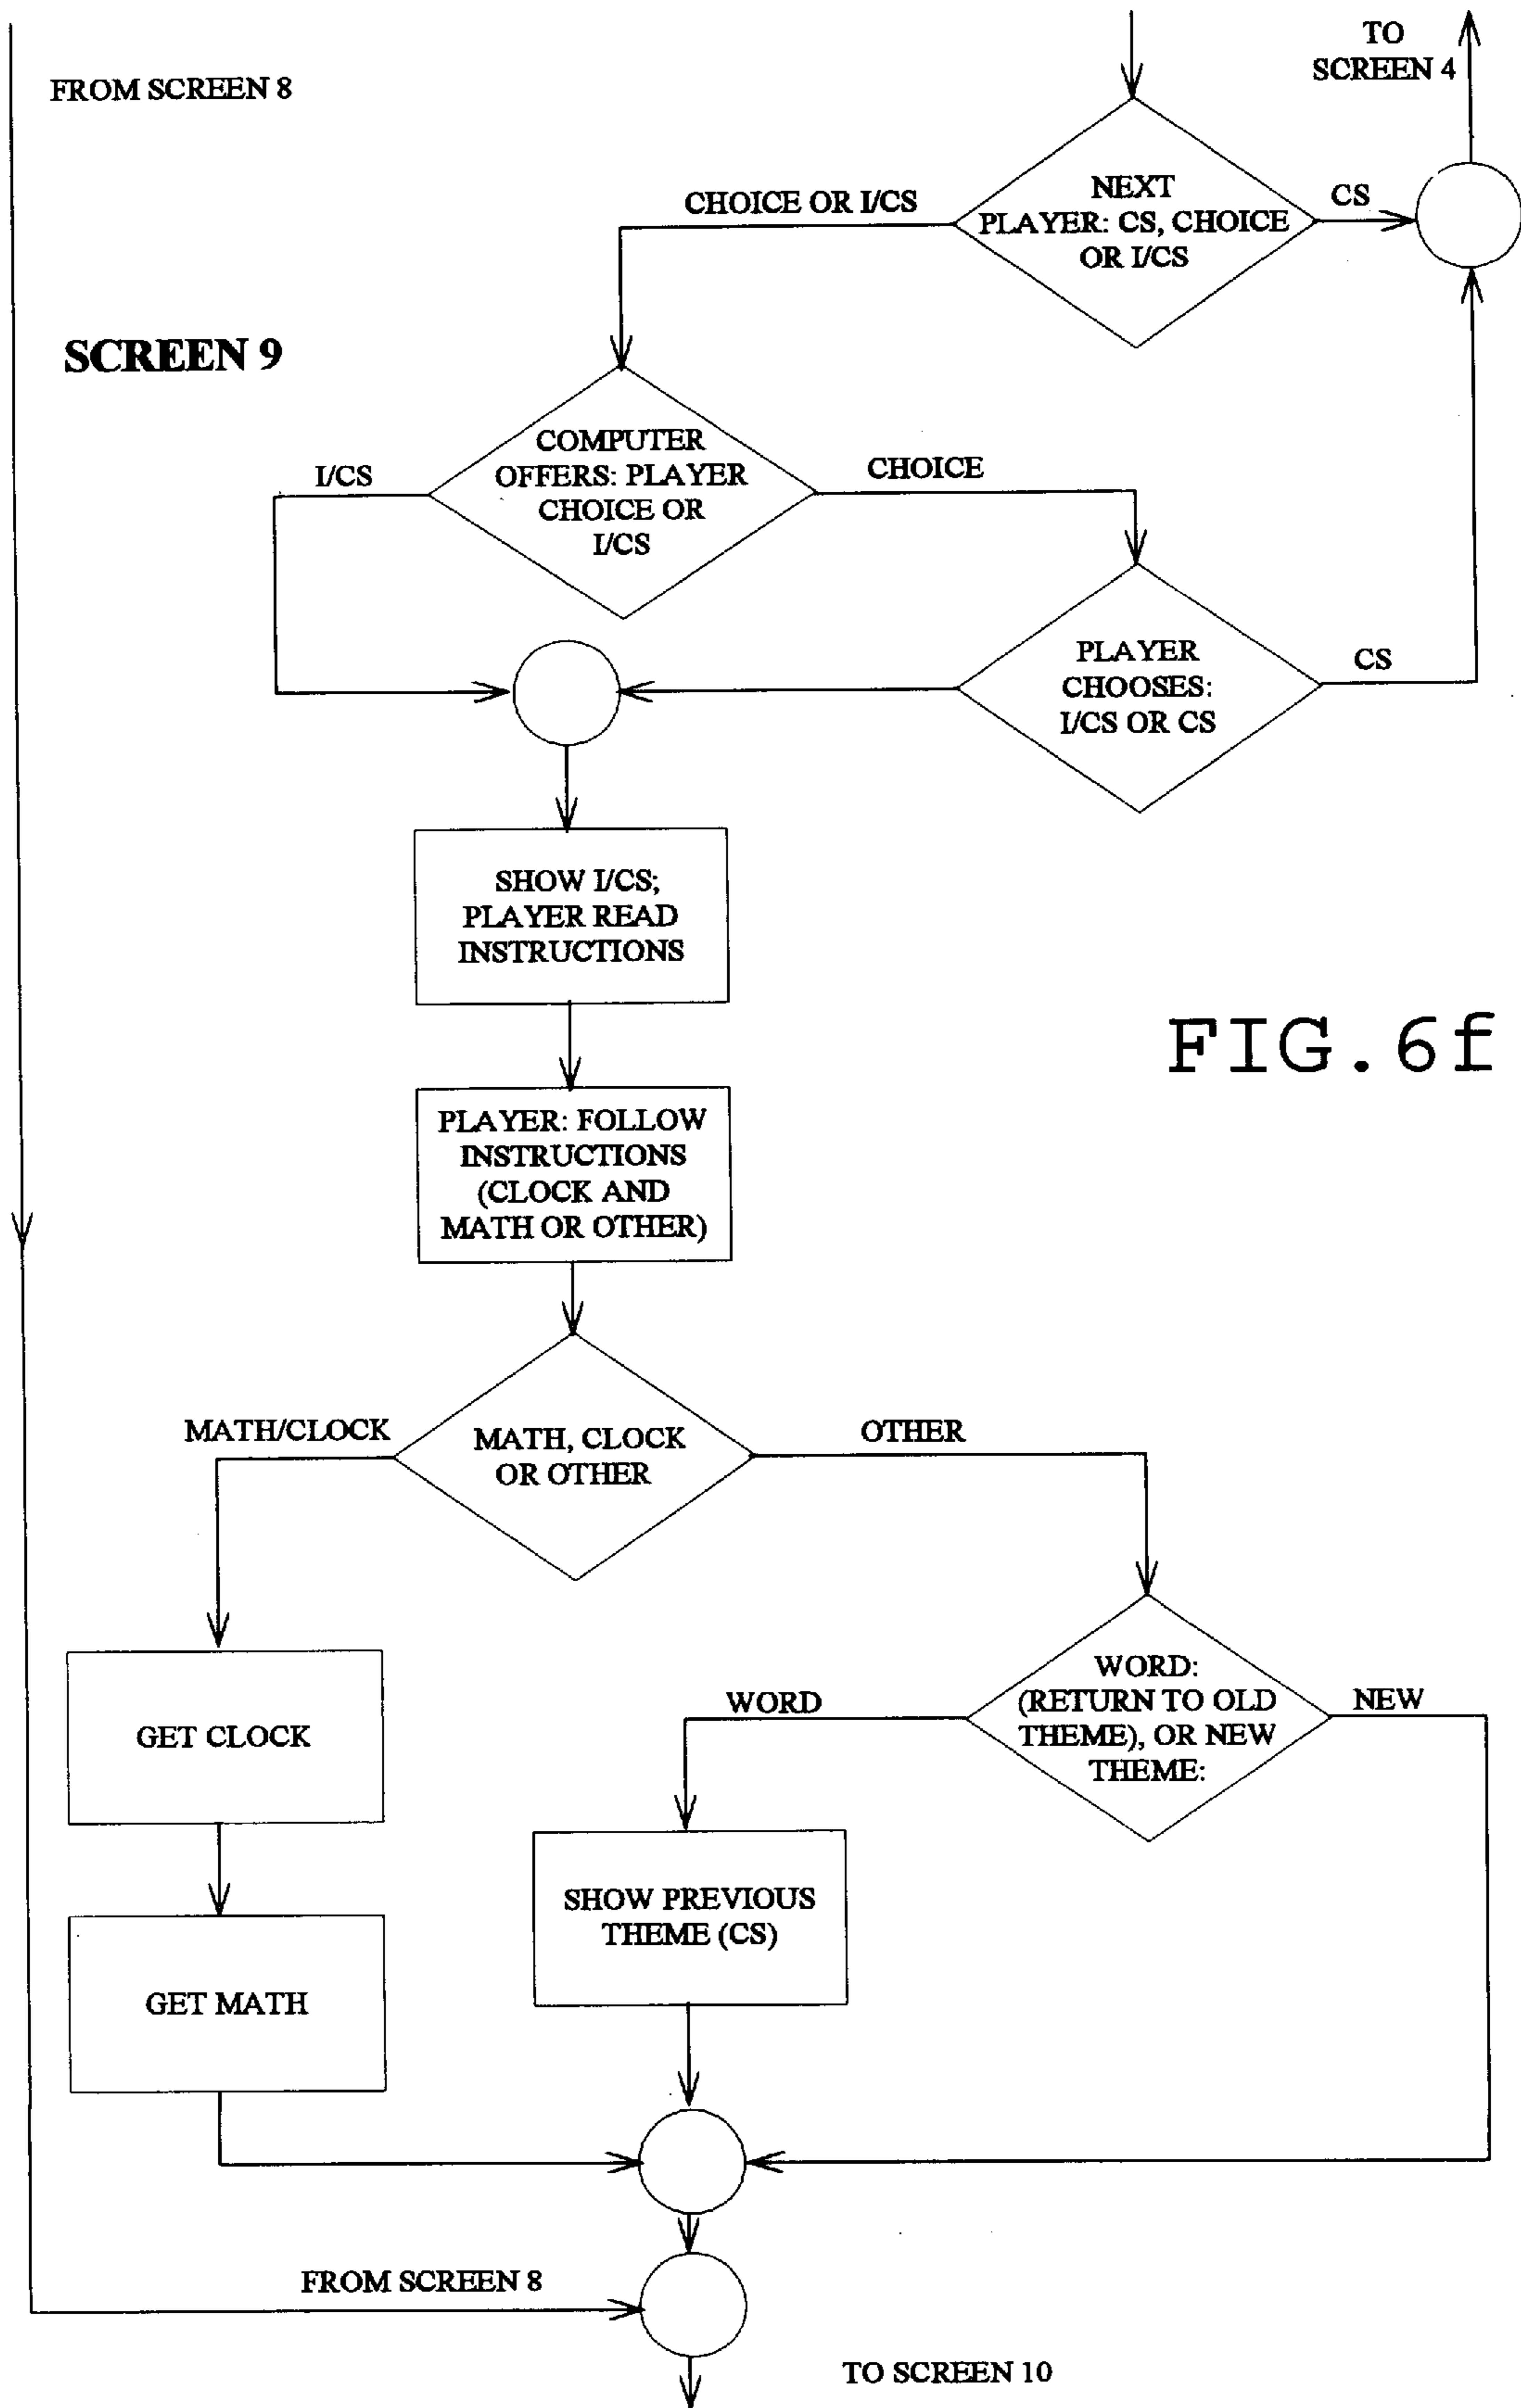 FROM SCREEN 8
TO
SCREEN 4
NEXT
PLAYER: CS, CHOICE
OR I/CS
CHOICE OR I/CS
CS
SCREEN 9
COMPUTER
OFFERS: PLAYER
CHOICE OR
I/CS
I/CS
CHOICE
PLAYER
CHOOSES:
I/CS OR CS
CS
SHOW I/CS;
PLAYER READ
INSTRUCTIONS
FIG.6f
PLAYER: FOLLOW
INSTRUCTIONS
(CLOCK AND
MATH OR OTHER)
MATH/CLOCK
MATH, CLOCK
OR OTHER
OTHER
GET CLOCK
WORD
WORD:
(RETURN TO OLD
THEME), OR NEW
THEME:
NEW
SHOW PREVIOUS
THEME (CS)
GET MATH
FROM SCREEN 8
TO SCREEN 10